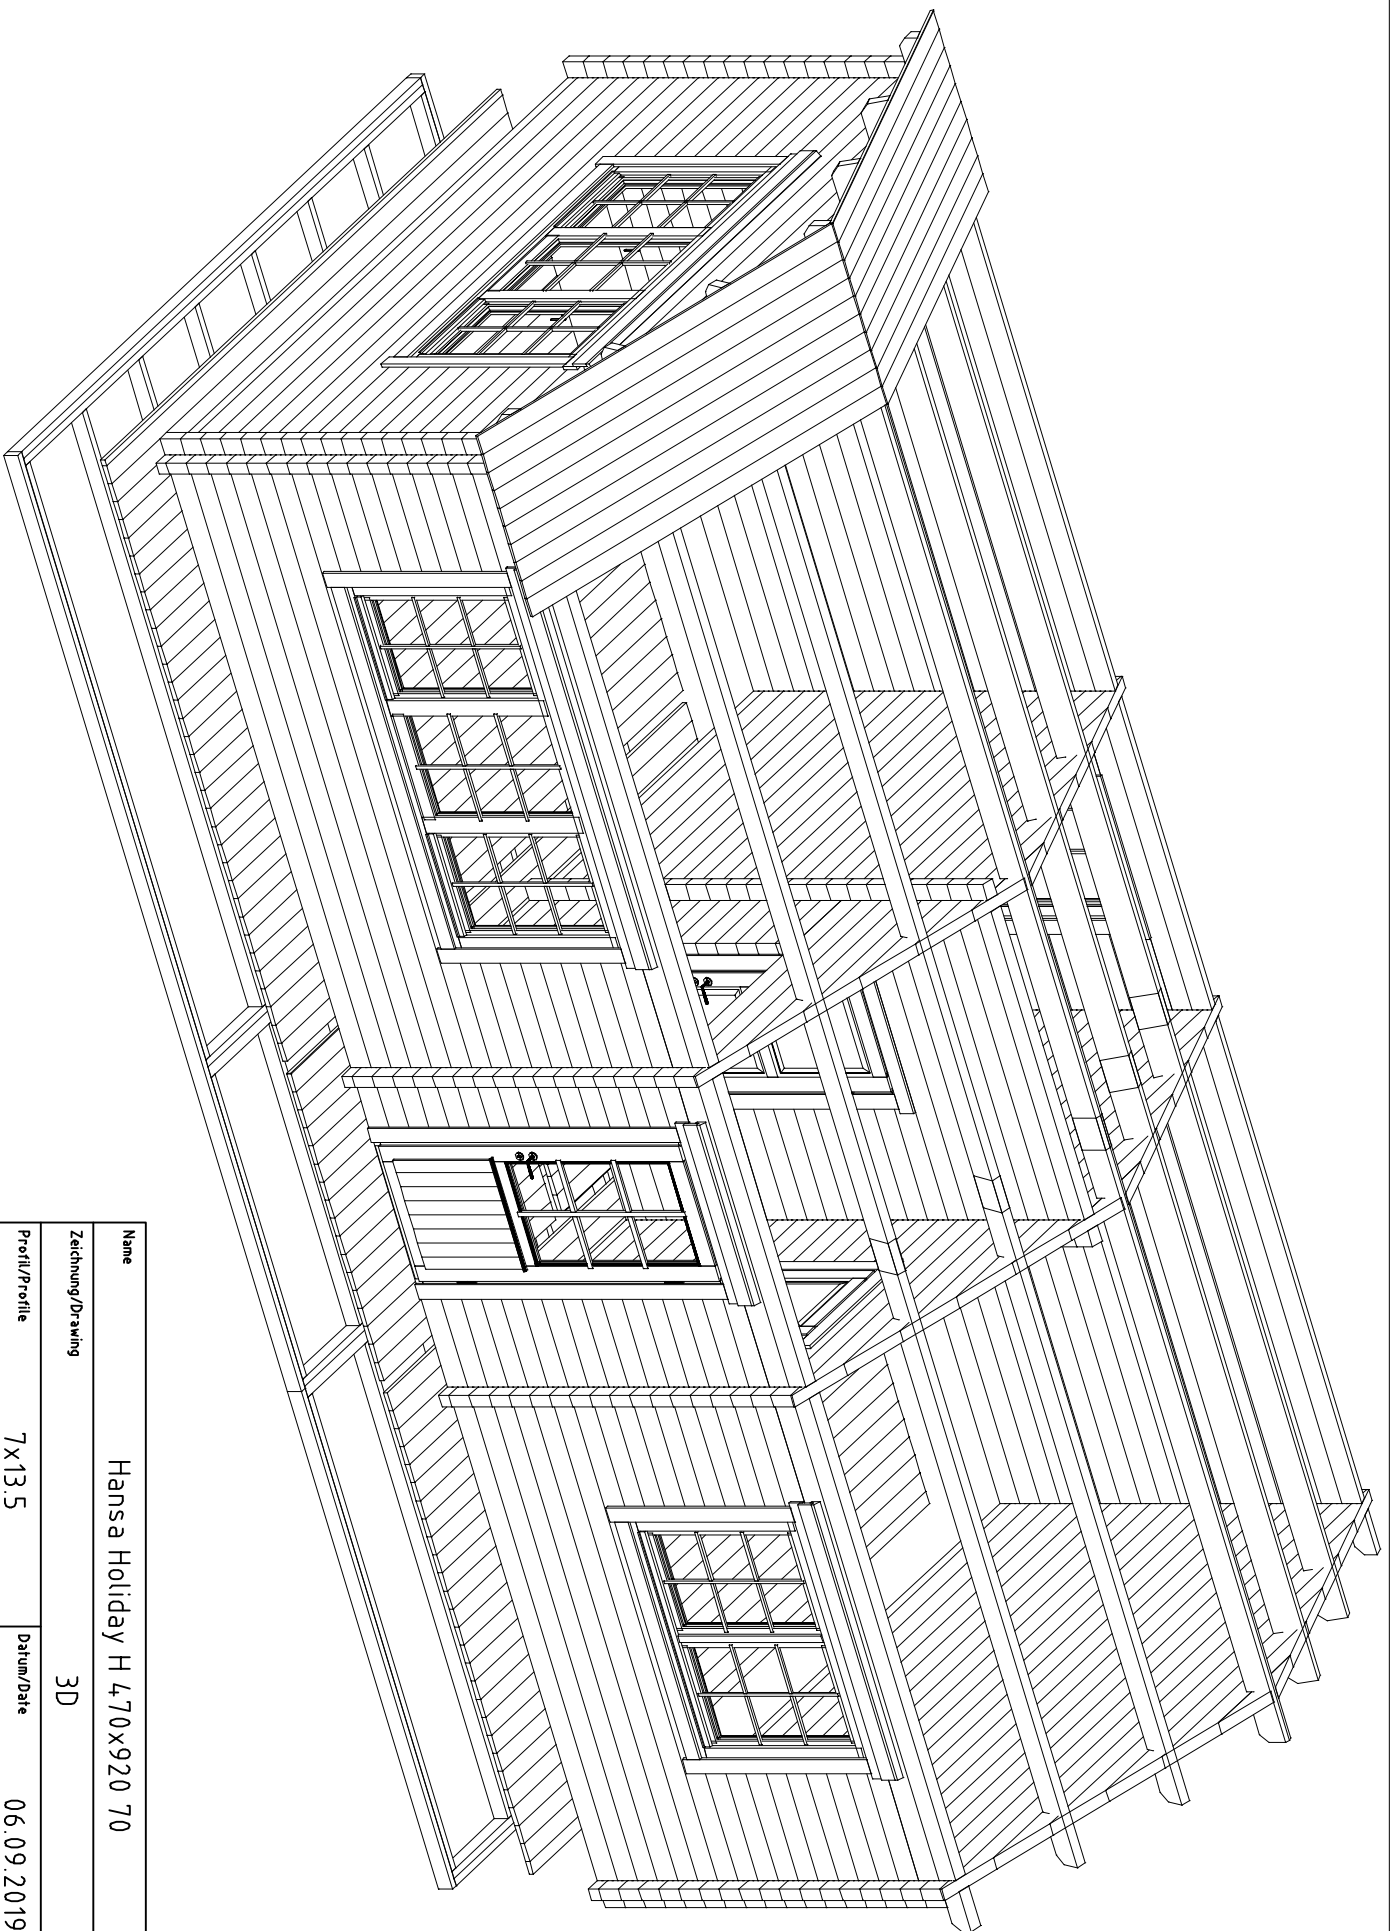 Name Hansa Holiday H 470x920 70
Zeichnung/Drawing 3D
Profil/Profile 7x13.5 Datum/Date 06.09.2019